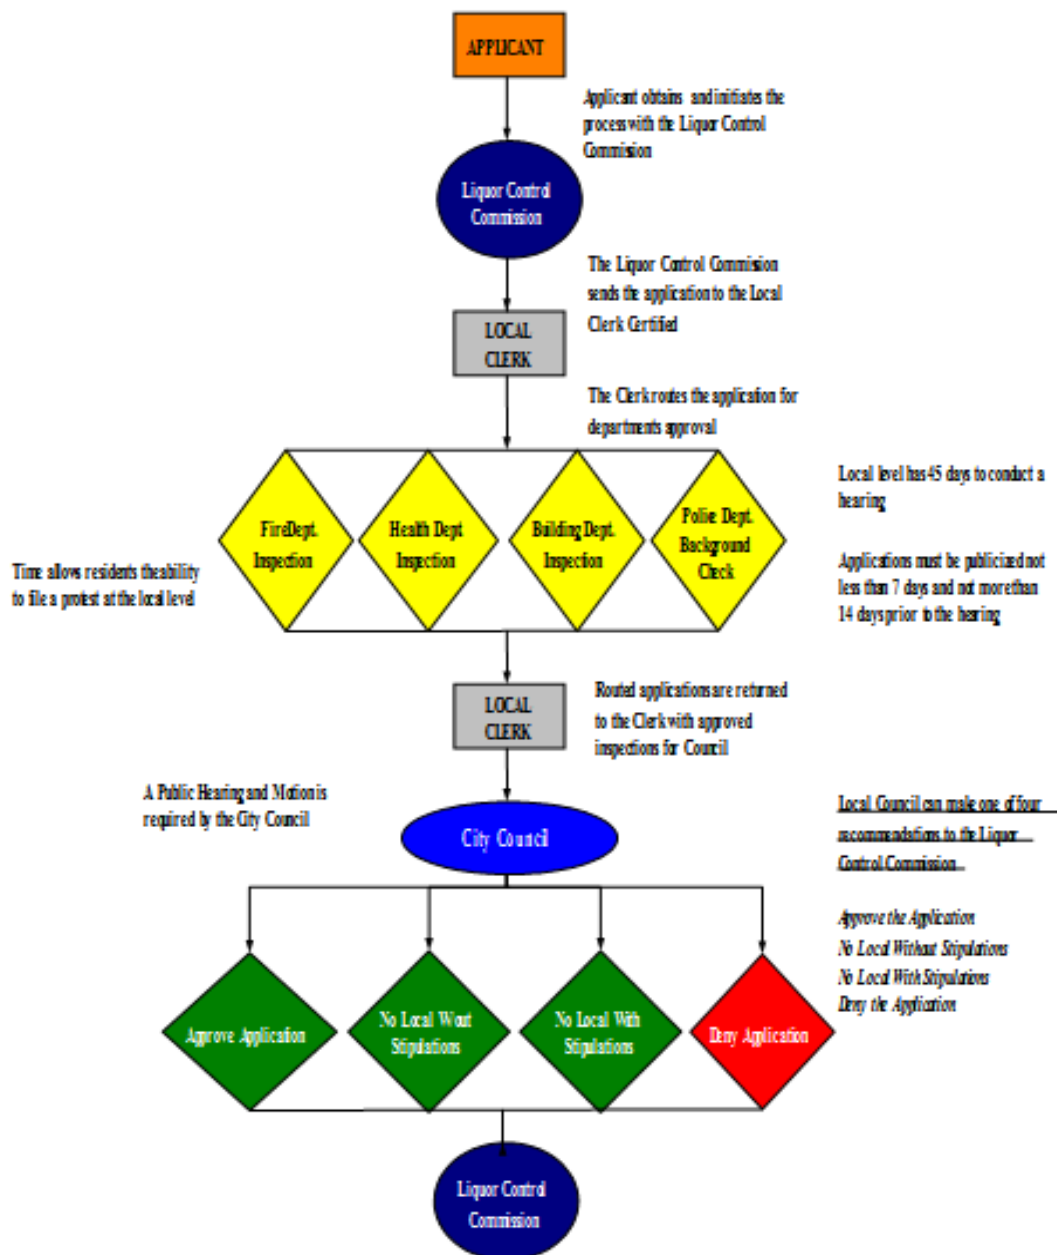 APPLICANT
Applicant obtains and initiates the
process with the Liquor Control
Commission
Liquor Control
Commission
The Liquor Control Commission
sends the application to the Local
Clerk Certified
LOCAL
CLERK
The Clerk routes the application for
departments approval
Local level has 45 days to conduct a
hearing
Fire Dept.
Inspection
Health Dept
Inspection
Building Dept.
Inspection
Police Dept.
Background
Check
Time allows residents the ability
to file a protest at the local level
Applications must be publicized not
less than 7 days and not more than
14 days prior to the hearing
LOCAL
CLERK
Routed applications are returned
to the Clerk with approved
inspections for Council
A Public Hearing and Motion is
required by the City Council
City Council
Local Council can make one of four
recommendations to the Liquor
Control Commission
Approve the Application
No Local Without Stipulations
No Local With Stipulations
Deny the Application
Approve Application
No Local Wout
Stipulations
No Local With
Stipulations
Deny Application
Liquor Control
Commission